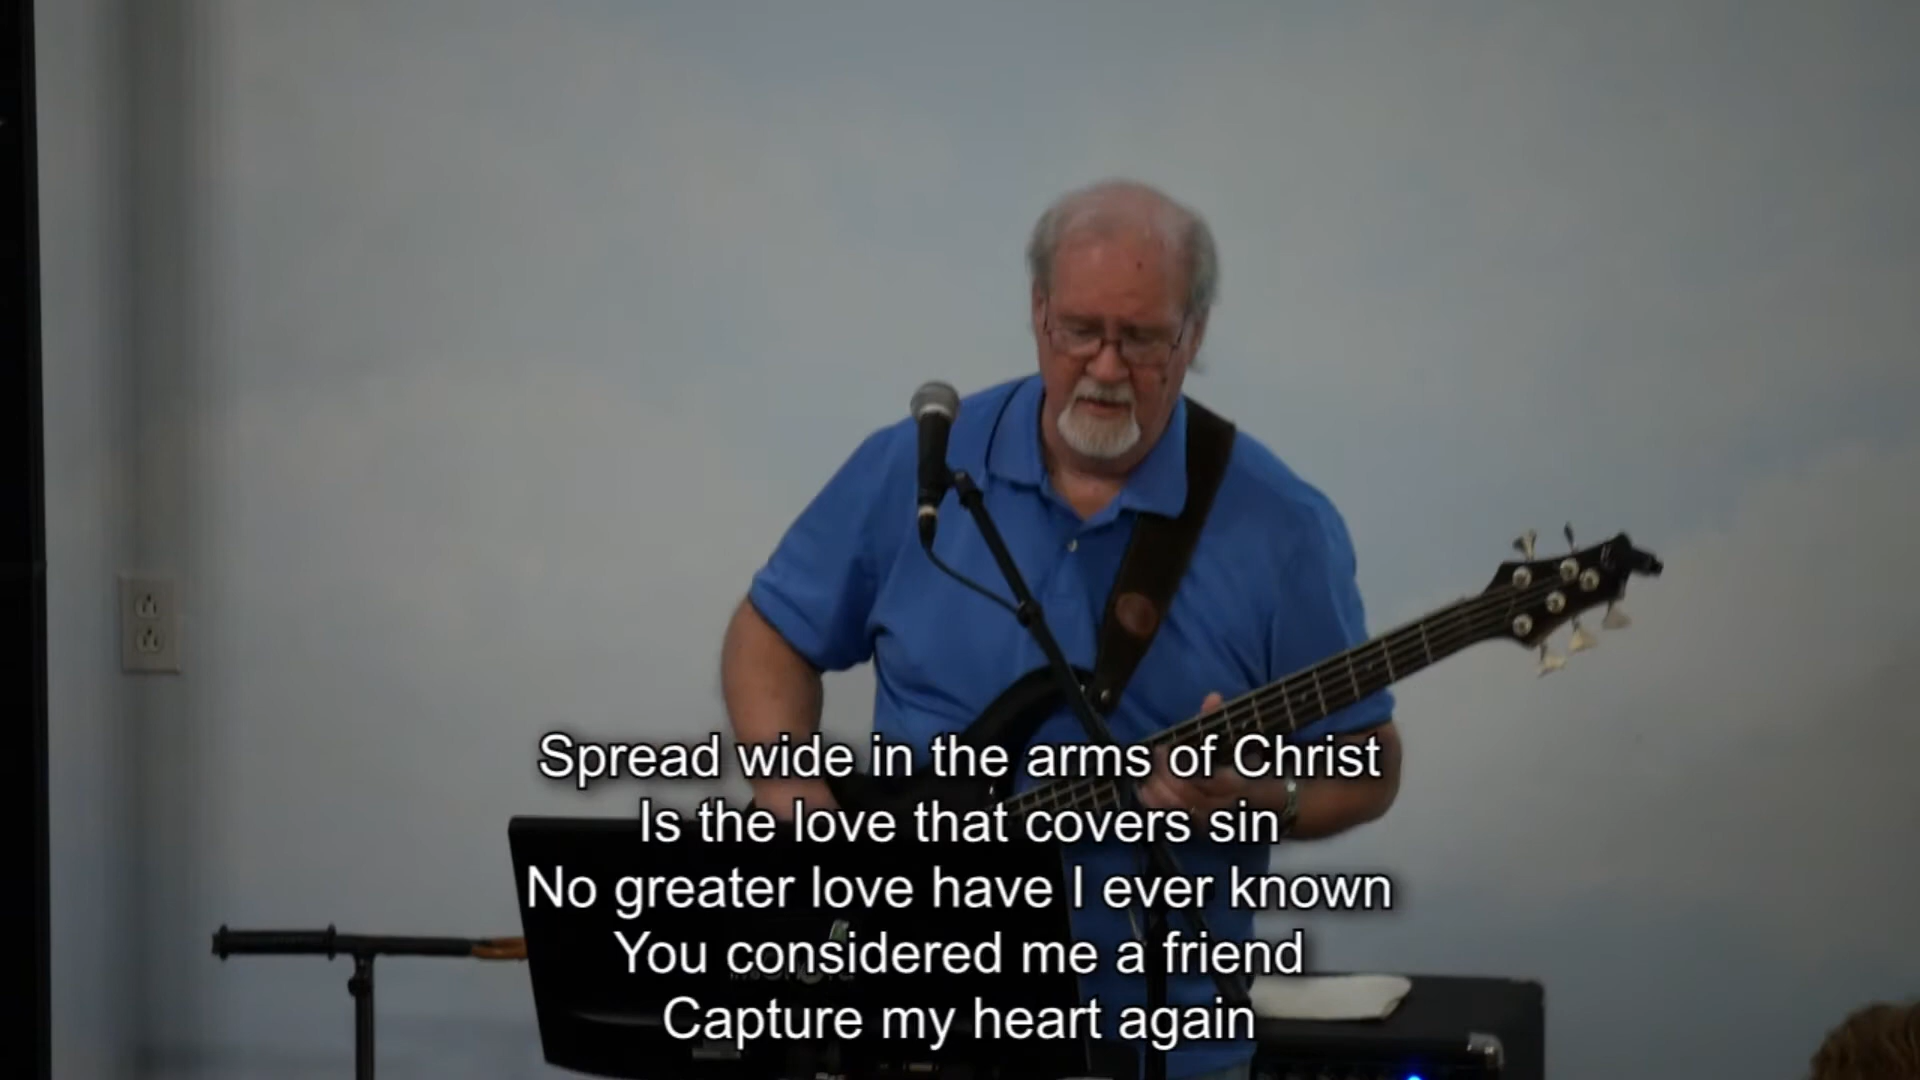 Spread wide in the arms of Christ
Is the love that covers sin
No greater love have I ever known
You considered me a friend
Capture my heart again